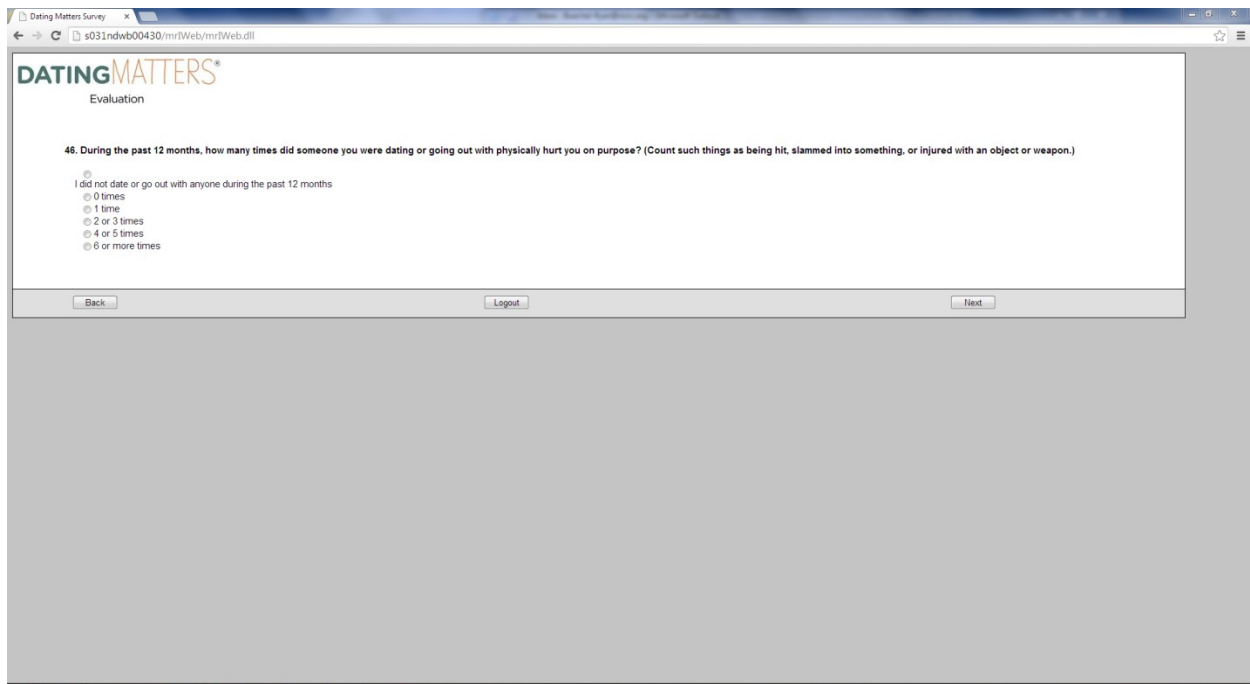 Dating Matters Survey
s031ndwb00430/mrIWeb/mrIWeb.dll
DATINGMATTERS®
Evaluation
46. During the past 12 months, how many times did someone you were dating or going out with physically hurt you on purpose? (Count such things as being hit, slammed into something, or injured with an object or weapon.)
I did not date or go out with anyone during the past 12 months
0 times
1 time
2 or 3 times
4 or 5 times
6 or more times
Back Logout Next